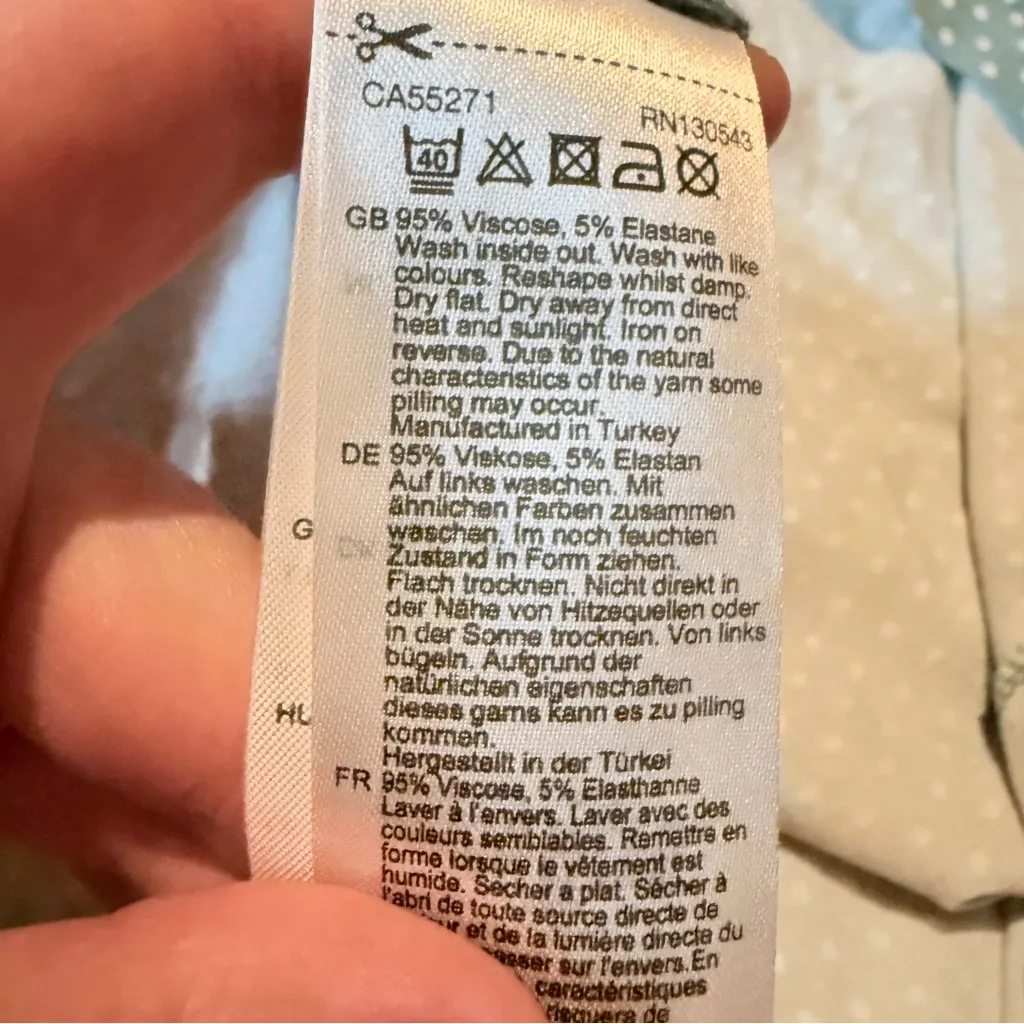 CA55271
RN130543
40
GB 95% Viscose, 5% Elastane
Wash inside out. Wash with like
colours. Reshape whilst damp.
Dry flat. Dry away from direct
heat and sunlight. Iron on
reverse. Due to the natural
characteristics of the yarn some
pilling may occur.
Manufactured in Turkey
DE 95% Viskose, 5% Elastan
Auf links waschen. Mit
ähnlichen Farben zusammen
waschen. Im noch feuchten
Zustand in Form ziehen.
Flach trocknen. Nicht direkt in
der Nähe von Hitzequellen oder
in der Sonne trocknen. Von links
bügeln. Aufgrund der
natürlichen eigenschaften
dieses garns kann es zu pilling
kommen.
Hergestellt in der Türkei
FR 95% Viscose, 5% Elasthanne
Laver à l'envers. Laver avec des
couleurs semblables. Remettre en
forme lorsque le vêtement est
humide. Sécher a plat. Sécher à
l'abri de toute source directe de
et de la lumière directe du
sur l'envers. En
caractéristiques
risquera de
G
HU